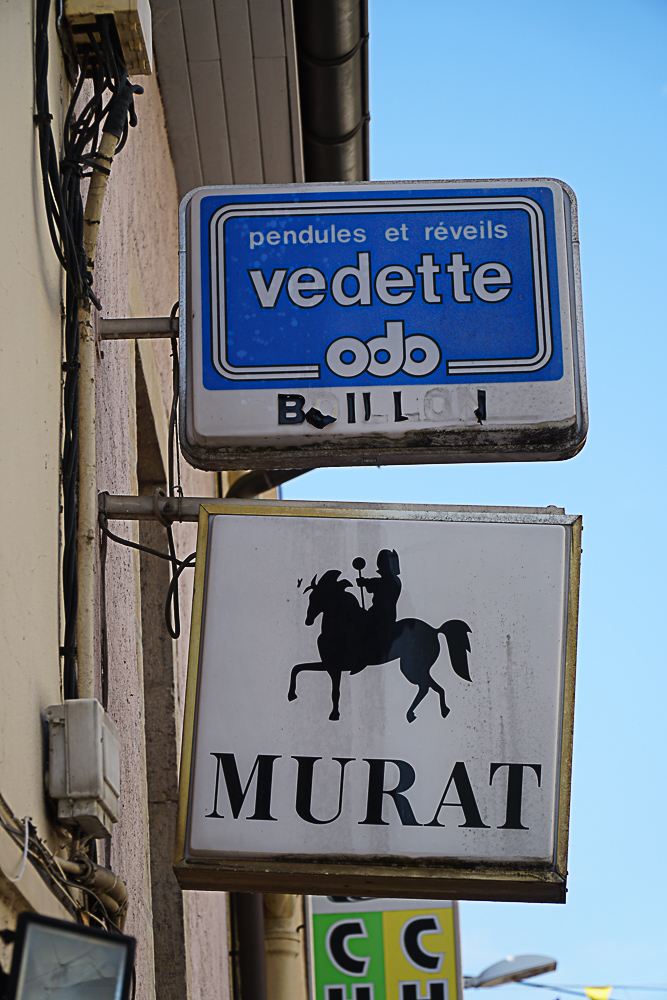 pendules et réveils
vedette
odo
BOILLON
MURAT
C C